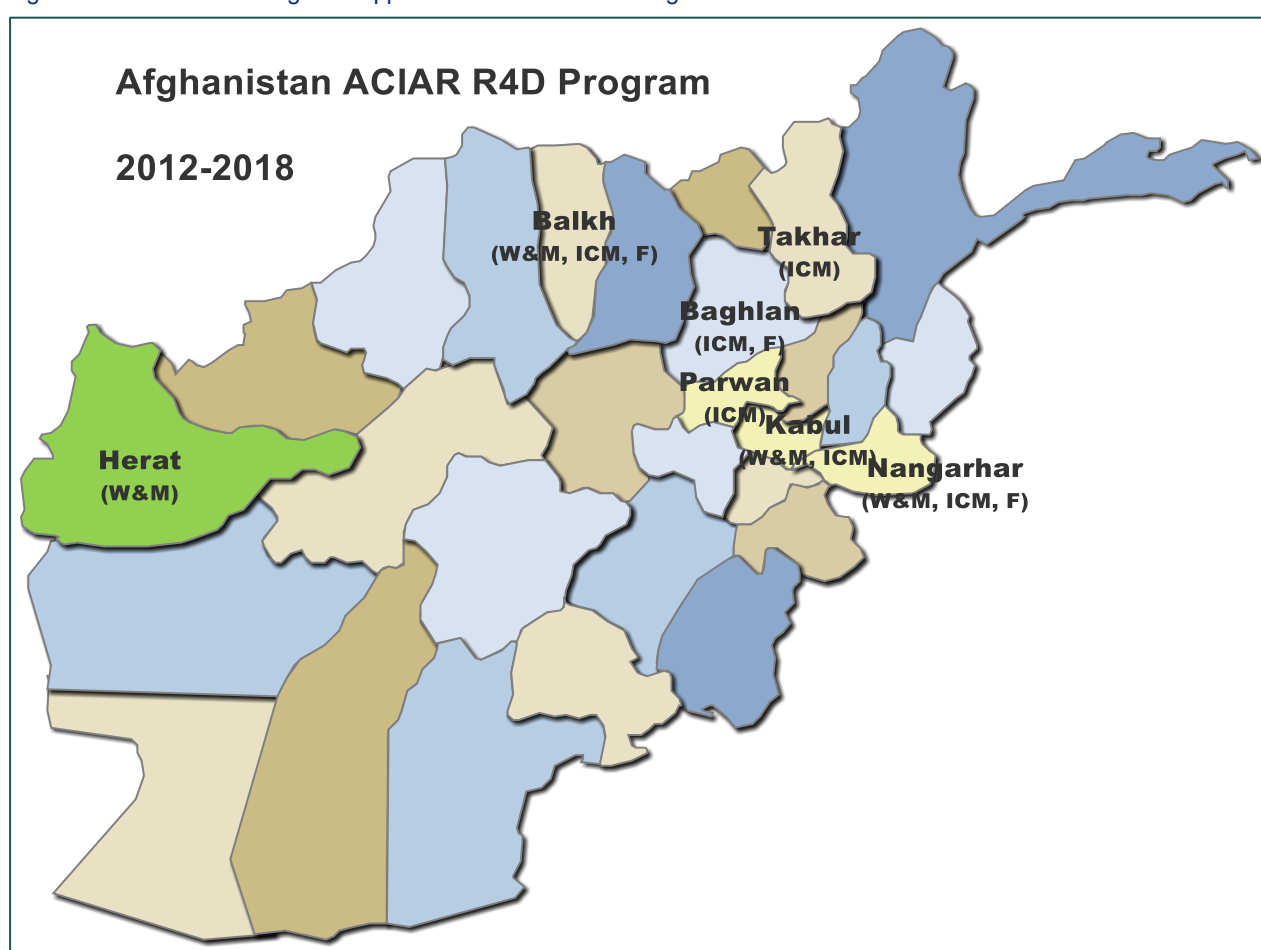 Afghanistan ACIAR R4D Program
2012-2018
Balkh
(W&M, ICM, F)
Takhar
(ICM)
Baghlan
(ICM, F)
Parwan
(ICM)
Kabul
(W&M, ICM)
Nangarhar
(W&M, ICM, F)
Herat
(W&M)